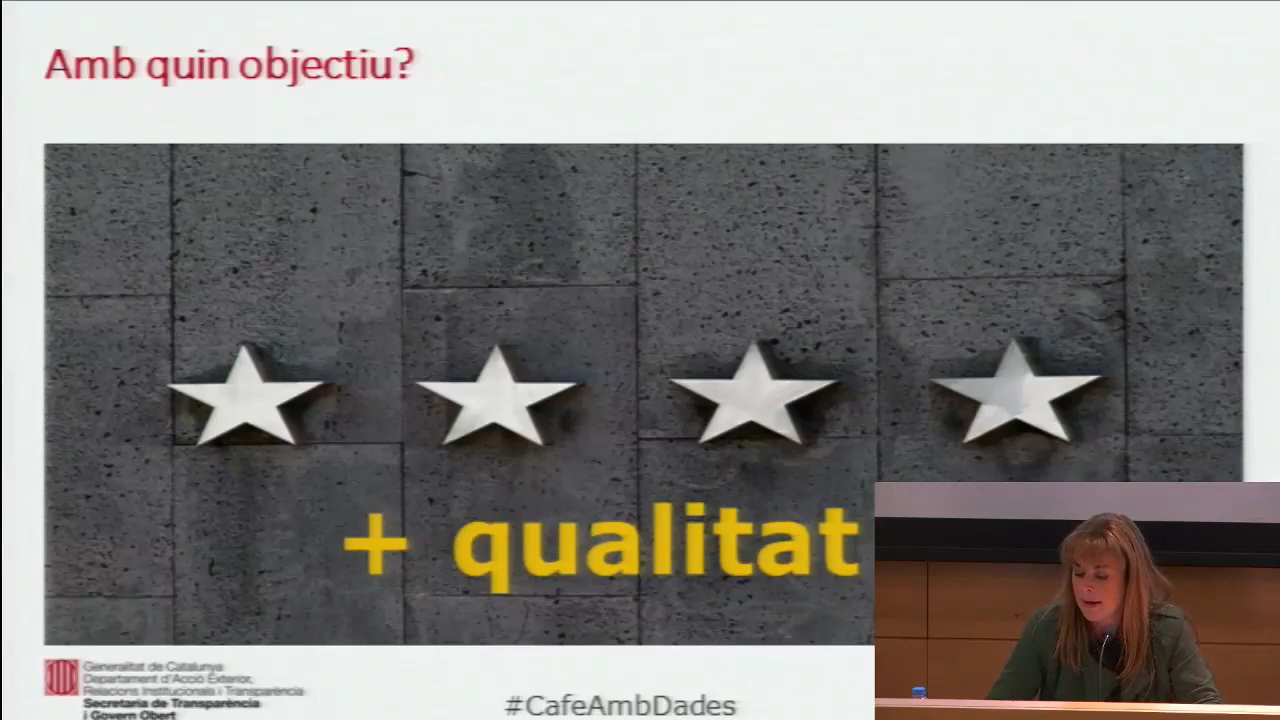 Amb quin objectiu?
+ qualitat
Generalitat de Catalunya
Departament d'Acció Exterior,
Relacions Institucionals i Transparència
Secretaria de Transparència
i Govern Obert
#CafeAmbDades